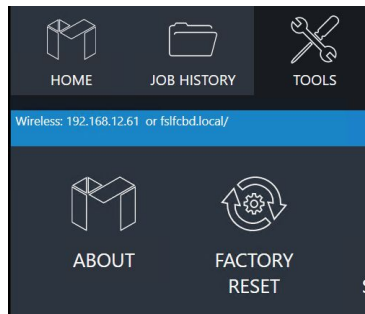 HOME
JOB HISTORY
TOOLS
Wireless: 192.168.12.61 or fslfcbd.local/
ABOUT
FACTORY
RESET